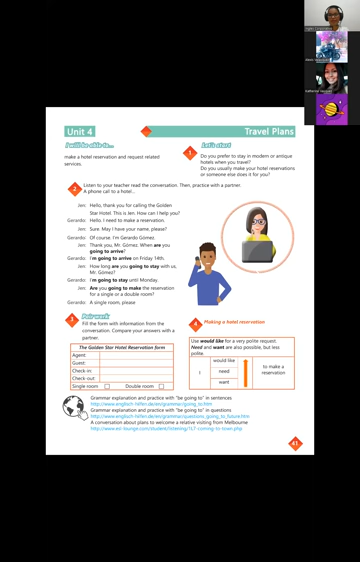 Unit 4
Travel Plans
I will be able to...
make a hotel reservation and request related
services.
1.
Let's start
Do you prefer to stay in modern or antique
hotels when you travel?
Do you usually make your hotel reservations
or someone else does it for you?
2.
Listen to your teacher read the conversation. Then, practice with a partner.
A phone call to a hotel...
Jen: Hello, thank you for calling the Golden
Star Hotel. This is Jen. How can I help you?
Gerardo: Hello. I need to make a reservation.
Jen: Sure. May I have your name, please?
Gerardo: Of course. I'm Gerardo Gómez.
Jen: Thank you, Mr. Gómez. When are you
going to arrive?
Gerardo: I'm going to arrive on Friday 14th.
Jen: How long are you going to stay with us,
Mr. Gómez?
Gerardo: I'm going to stay until Monday.
Jen: Are you going to make the reservation
for a single or a double room?
Gerardo: A single room, please
3.
Pair work
Fill the form with information from the
conversation. Compare your answers with a
partner.
The Golden Star Hotel Reservation form
Agent:
Guest:
Check-in:
Check-out:
Single room
Double room
4.
Making a hotel reservation
Use would like for a very polite request.
Need and want are also possible, but less
polite.
I
would like
need
want
to make a
reservation
Grammar explanation and practice with "be going to" in sentences
Grammar explanation and practice with "be going to" in questions
A conversation about plans to welcome a relative visiting from Melbourne
41